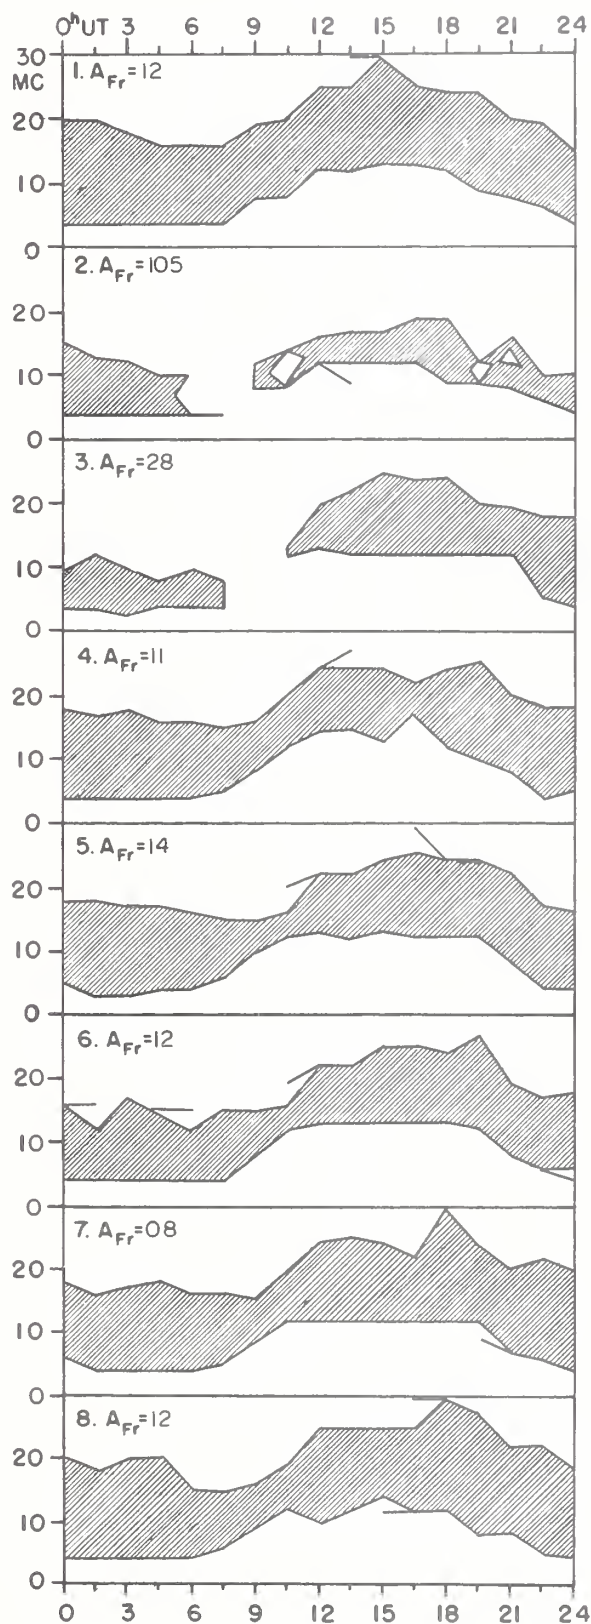 0ʰUT 3 6 9 12 15 18 21 24
30
MC
1. A_Fr=12
20
10
0
2. A_Fr=105
20
10
0
3. A_Fr=28
20
10
0
4. A_Fr=11
20
10
0
5. A_Fr=14
20
10
0
6. A_Fr=12
20
10
0
7. A_Fr=08
20
10
0
8. A_Fr=12
20
10
0
0 3 6 9 12 15 18 21 24